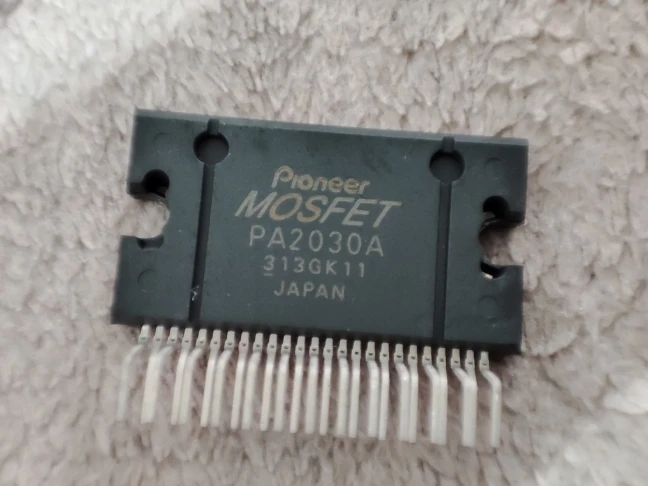 Pioneer
MOSFET
PA2030A
313GK11
JAPAN